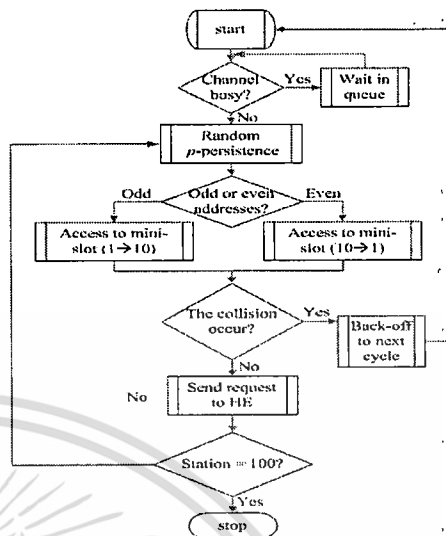 start
Channel
busy?
Yes
Wait in
queue
No
Random
p-persistence
Odd
Odd or even
addresses?
Even
Access to mini-
slot (1→10)
Access to mini-
slot (10→1)
The collision
occur?
Yes
Back-off
to next
cycle
No
No
Send request
to HE
Station = 100?
Yes
stop